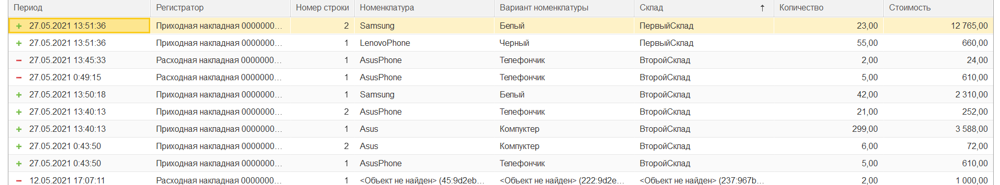 Период Регистратор Номер строки Номенклатура Вариант номенклатуры Склад ↑ Количество Стоимость
+ 27.05.2021 13:51:36 Приходная накладная 0000000... 2 Samsung Белый ПервыйСклад 23,00 12 765,00
+ 27.05.2021 13:51:36 Приходная накладная 0000000... 1 LenovoPhone Черный ПервыйСклад 55,00 660,00
- 27.05.2021 13:45:33 Расходная накладная 0000000... 1 AsusPhone Телефончик ВторойСклад 2,00 24,00
- 27.05.2021 0:49:15 Расходная накладная 0000000... 1 AsusPhone Телефончик ВторойСклад 5,00 610,00
+ 27.05.2021 13:50:18 Приходная накладная 0000000... 1 Samsung Белый ВторойСклад 42,00 2 310,00
+ 27.05.2021 13:40:13 Приходная накладная 0000000... 2 AsusPhone Телефончик ВторойСклад 21,00 252,00
+ 27.05.2021 13:40:13 Приходная накладная 0000000... 1 Asus Компуктер ВторойСклад 299,00 3 588,00
+ 27.05.2021 0:43:50 Приходная накладная 0000000... 2 Asus Компуктер ВторойСклад 6,00 72,00
+ 27.05.2021 0:43:50 Приходная накладная 0000000... 1 AsusPhone Телефончик ВторойСклад 5,00 610,00
- 12.05.2021 17:07:11 Расходная накладная 0000000... 1 <Объект не найден> (45:9d2eb... <Объект не найден> (222:9d2e... <Объект не найден> (237:967b... 2,00 1 000,00